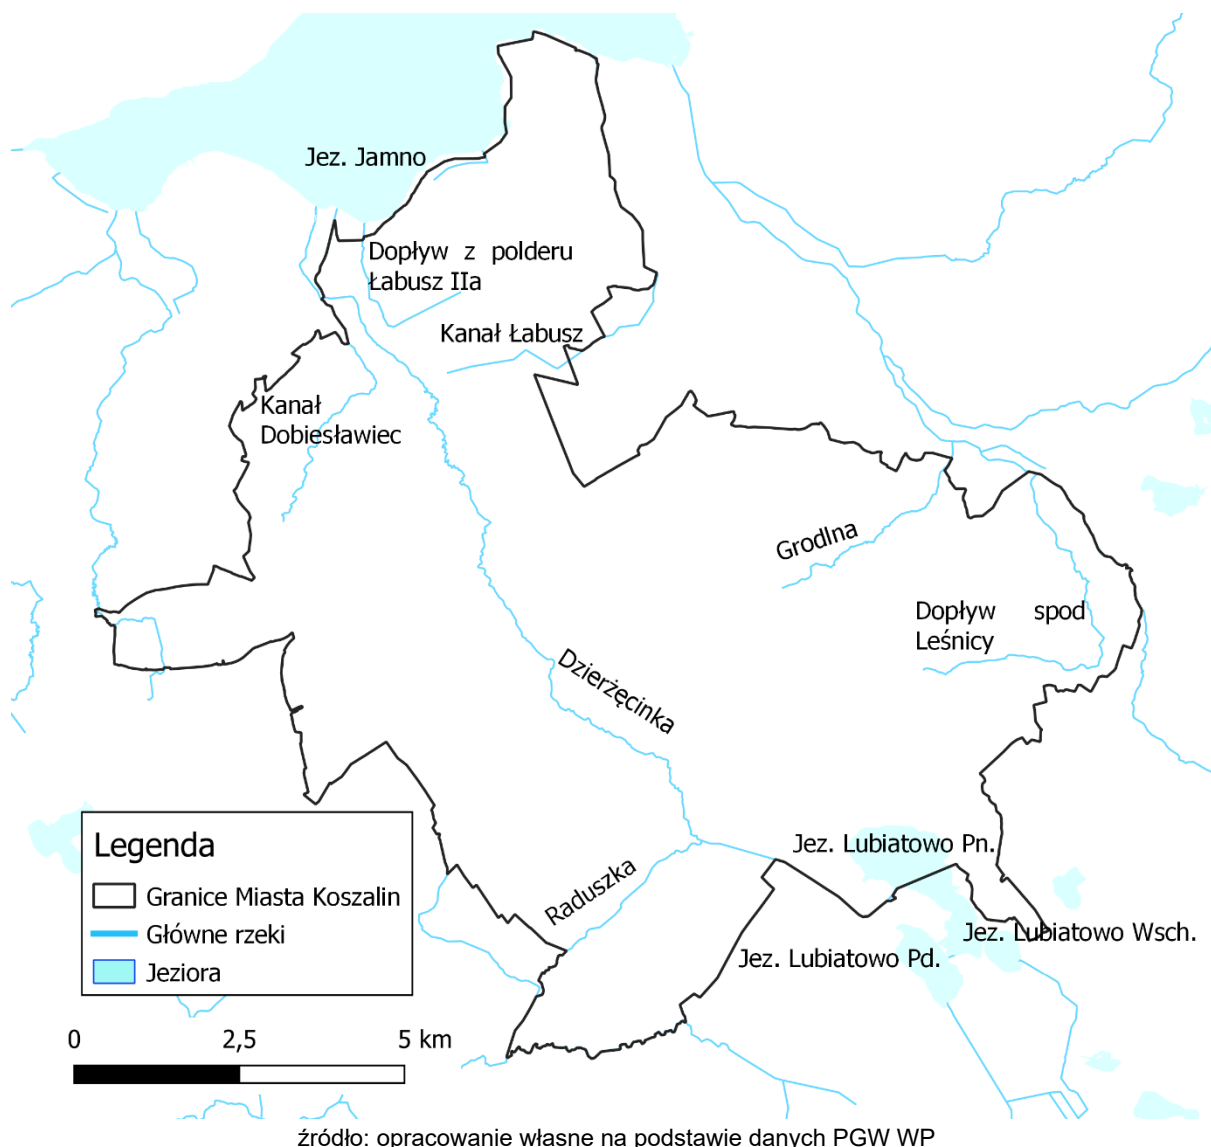 Jez. Jamno
Dopływ z polderu
Łabusz IIa
Kanał Łabusz
Kanał
Dobiesławiec
Grodlna
Dopływ spod
Leśnicy
Dzierżęcinka
Jez. Lubiatowo Pn.
Raduszka
Jez. Lubiatowo Wsch.
Jez. Lubiatowo Pd.
Legenda
Granice Miasta Koszalin
Główne rzeki
Jeziora
0 2,5 5 km
źródło: opracowanie własne na podstawie danych PGW WP